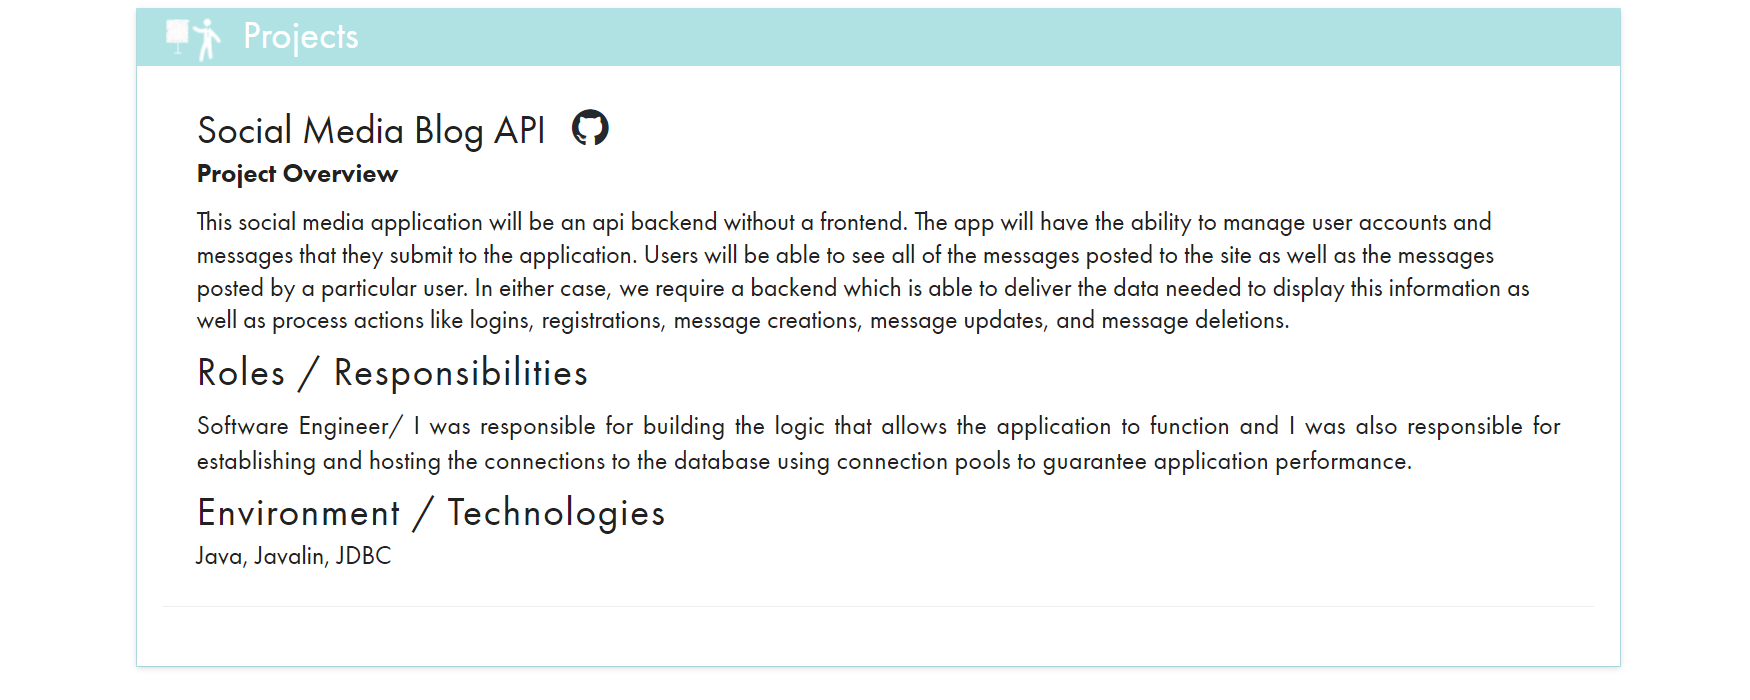 Projects
Social Media Blog API
Project Overview
This social media application will be an api backend without a frontend. The app will have the ability to manage user accounts and
messages that they submit to the application. Users will be able to see all of the messages posted to the site as well as the messages
posted by a particular user. In either case, we require a backend which is able to deliver the data needed to display this information as
well as process actions like logins, registrations, message creations, message updates, and message deletions.
Roles / Responsibilities
Software Engineer/ I was responsible for building the logic that allows the application to function and I was also responsible for
establishing and hosting the connections to the database using connection pools to guarantee application performance.
Environment / Technologies
Java, Javalin, JDBC